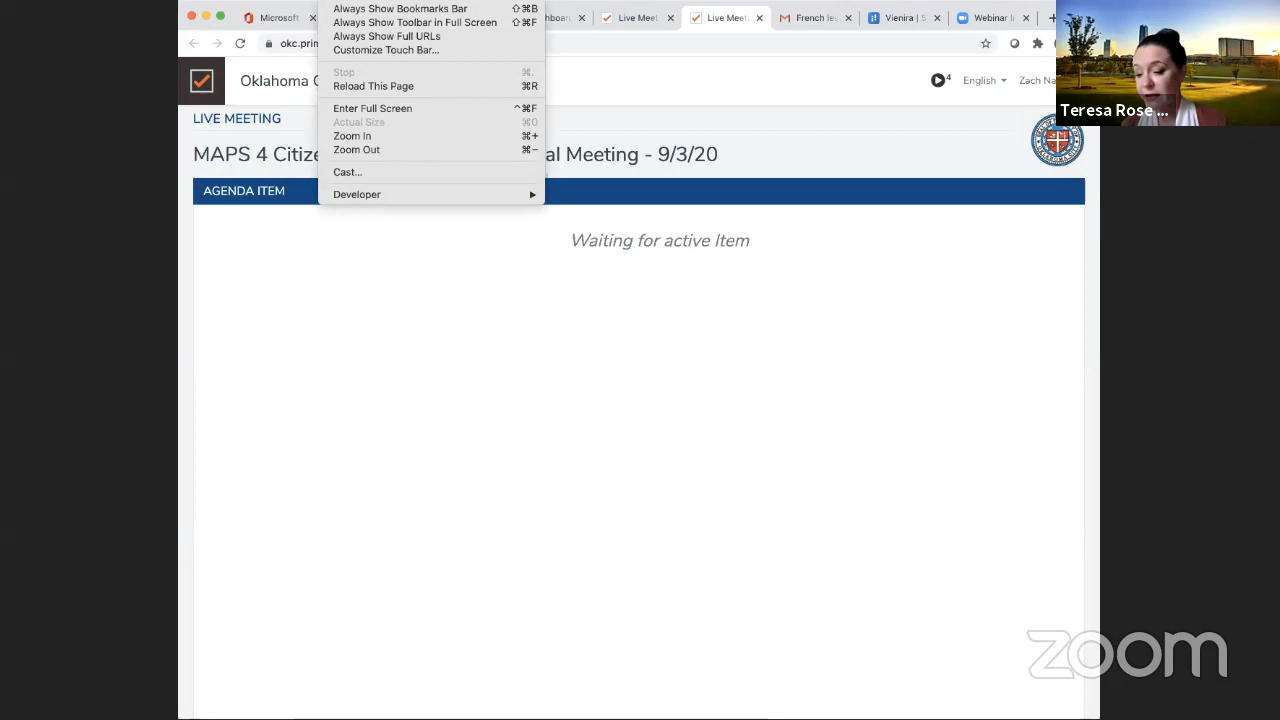 Microsoft
Live Meet
Live Meet
French le
Vienira | S
Webinar I
okc.prim
Always Show Bookmarks Bar ⇧⌘B
Always Show Toolbar in Full Screen ⇧⌘F
Always Show Full URLs
Customize Touch Bar...
Stop ⌘.
Reload This Page ⌘R
Enter Full Screen ^⌘F
Actual Size ⌘0
Zoom In ⌘+
Zoom Out ⌘−
Cast...
Developer
Oklahoma C
4
English
Zach Na
Teresa Rose ...
LIVE MEETING
MAPS 4 Citize al Meeting - 9/3/20
AGENDA ITEM
Waiting for active Item
zoom